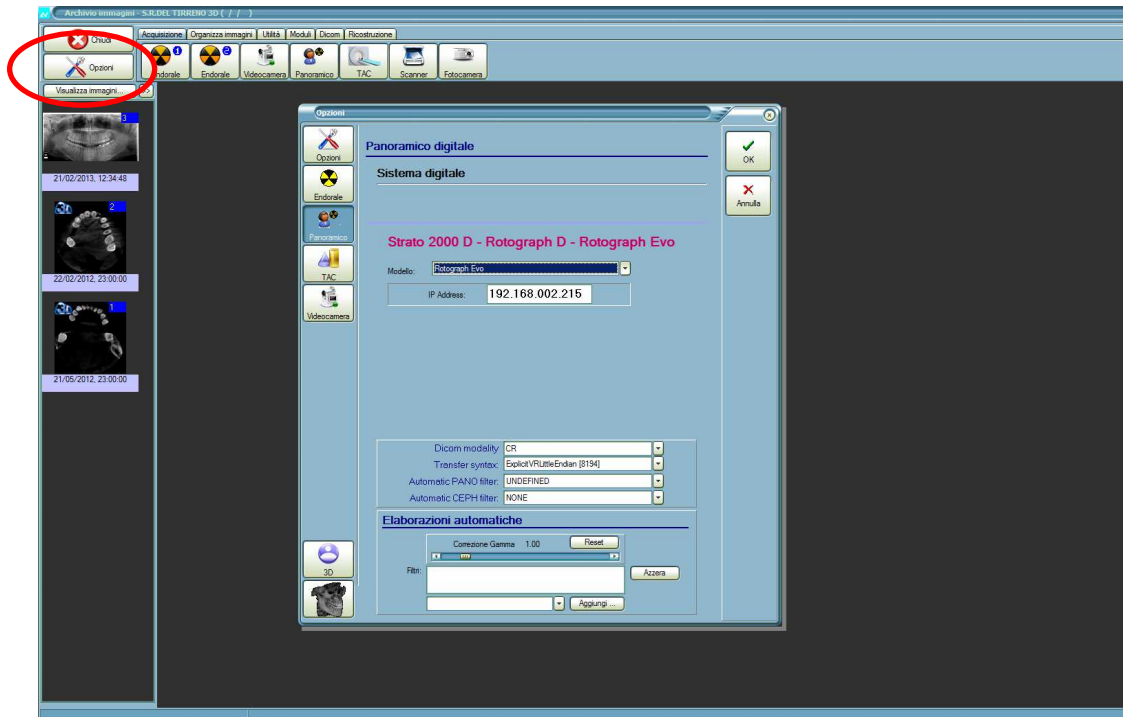 Archivio immagini - S.R.DEL TIRRENO 3D ( / / )
Chiudi
Opzioni
Visualizza immagini...
>>
Acquisizione Organizza immagini Utilità Moduli Dicom Ricostruzione
1 2
Endorale Endorale Videocamera Panoramico TAC Scanner Fotocamera
3
21/02/2013, 12:34:48
3D 2
22/02/2012, 23:00:00
3D 1
21/05/2012, 23:00:00
Opzioni
Opzioni
Endorale
Panoramico
TAC
Videocamera
3D
Panoramico digitale
Sistema digitale
Strato 2000 D - Rotograph D - Rotograph Evo
Modello: Rotograph Evo
IP Address: 192.168.002.215
Dicom modality CR
Transfer syntax: ExplicitVRLittleEndian [8194]
Automatic PANO filter: UNDEFINED
Automatic CEPH filter: NONE
Elaborazioni automatiche
Correzione Gamma 1.00 Reset
Filtri:
Azzera
Aggiungi ...
OK
Annulla